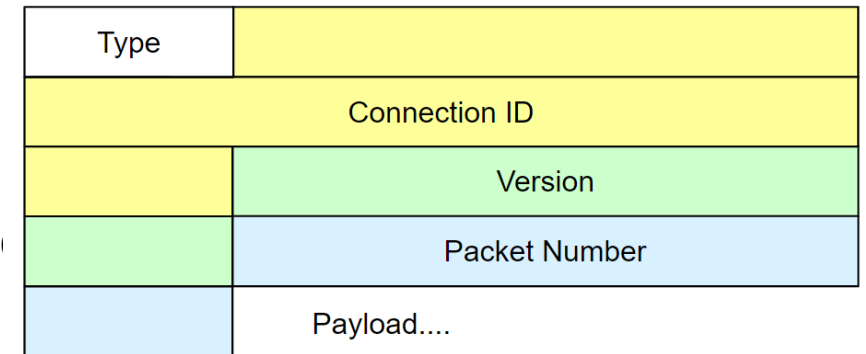 Type
Connection ID
Version
Packet Number
Payload....